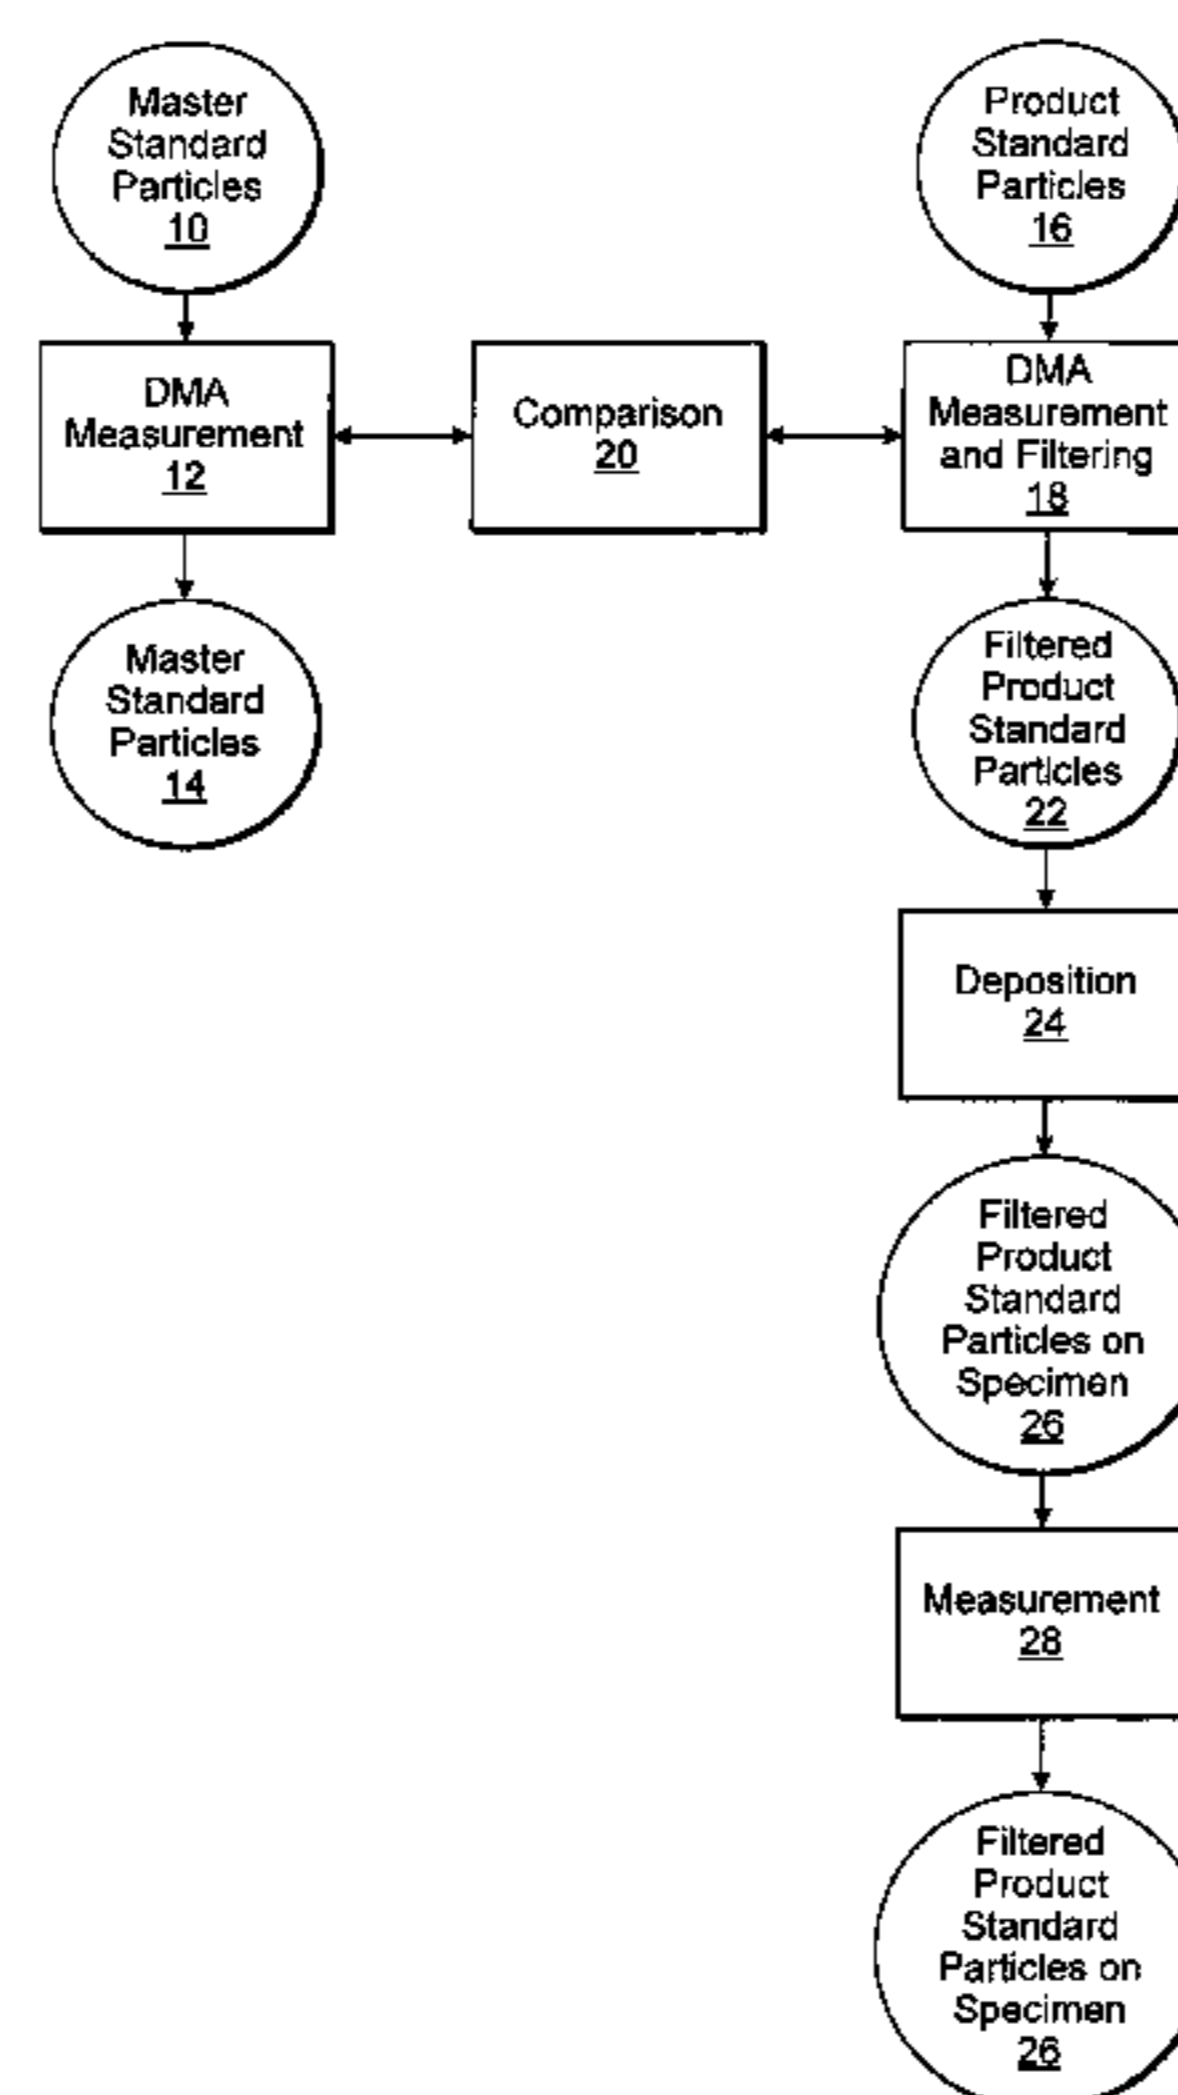 Master
Standard
Particles
10
DMA
Measurement
12
Master
Standard
Particles
14
Comparison
20
Product
Standard
Particles
16
DMA
Measurement
and Filtering
18
Filtered
Product
Standard
Particles
22
Deposition
24
Filtered
Product
Standard
Particles on
Specimen
26
Measurement
28
Filtered
Product
Standard
Particles on
Specimen
26